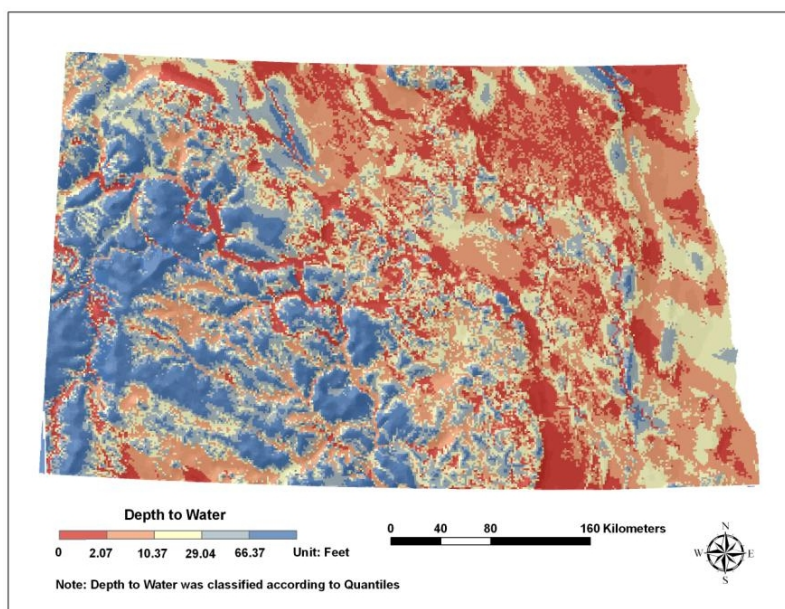 Depth to Water
0 2.07 10.37 29.04 66.37 Unit: Feet
Note: Depth to Water was classified according to Quantiles
0 40 80 160 Kilometers
N
W E
S